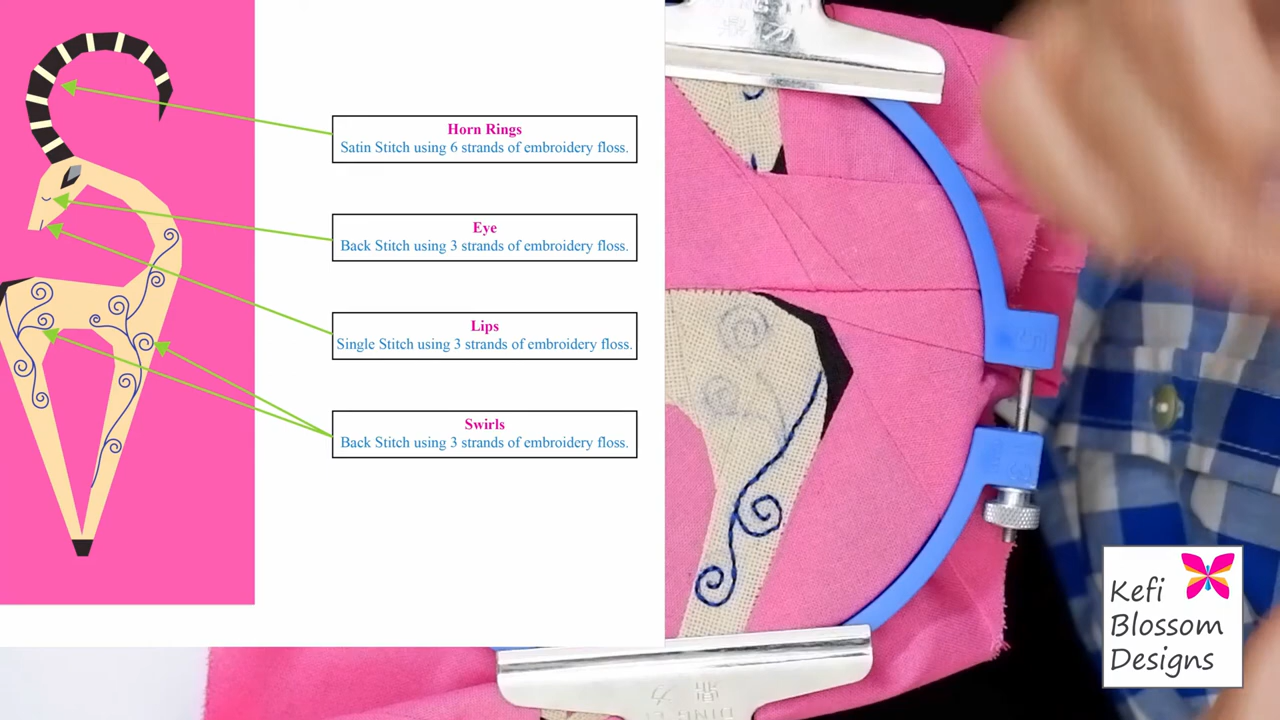 Horn Rings
Satin Stitch using 6 strands of embroidery floss.
Eye
Back Stitch using 3 strands of embroidery floss.
Lips
Single Stitch using 3 strands of embroidery floss.
Swirls
Back Stitch using 3 strands of embroidery floss.
Kefi
Blossom
Designs